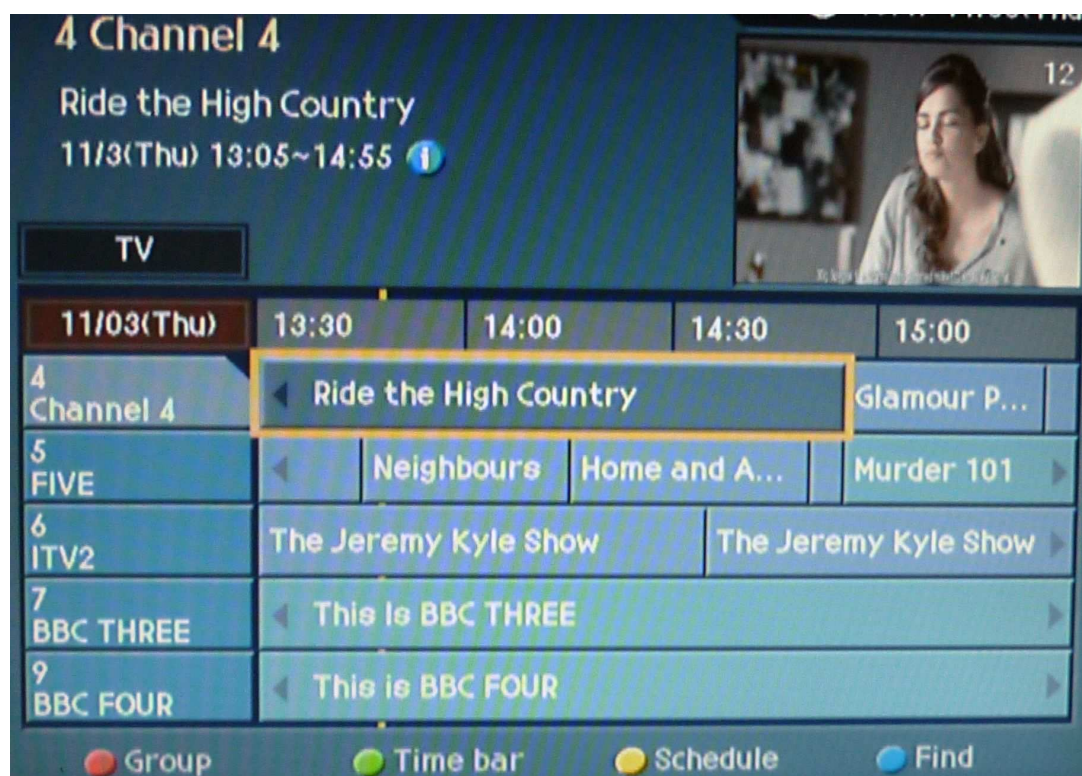 4 Channel 4
Ride the High Country
11/3(Thu) 13:05~14:55 i
12
TV
11/03(Thu) 13:30 14:00 14:30 15:00
4
Channel 4
Ride the High Country
Glamour P...
5
FIVE
Neighbours
Home and A...
Murder 101
6
ITV2
The Jeremy Kyle Show
The Jeremy Kyle Show
7
BBC THREE
This Is BBC THREE
9
BBC FOUR
This is BBC FOUR
Group Time bar Schedule Find